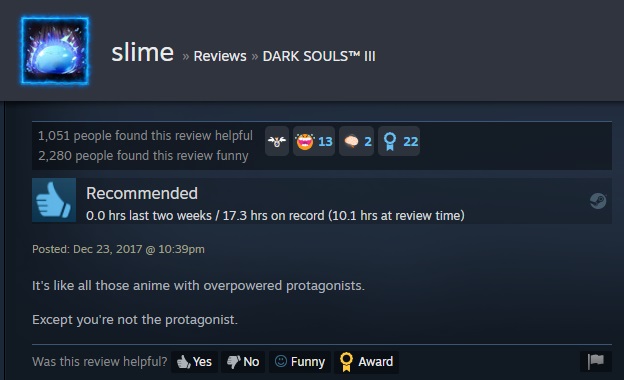 slime » Reviews » DARK SOULS™ III
1,051 people found this review helpful
2,280 people found this review funny
13 2 22
Recommended
0.0 hrs last two weeks / 17.3 hrs on record (10.1 hrs at review time)
Posted: Dec 23, 2017 @ 10:39pm
It's like all those anime with overpowered protagonists.
Except you're not the protagonist.
Was this review helpful? Yes No Funny Award